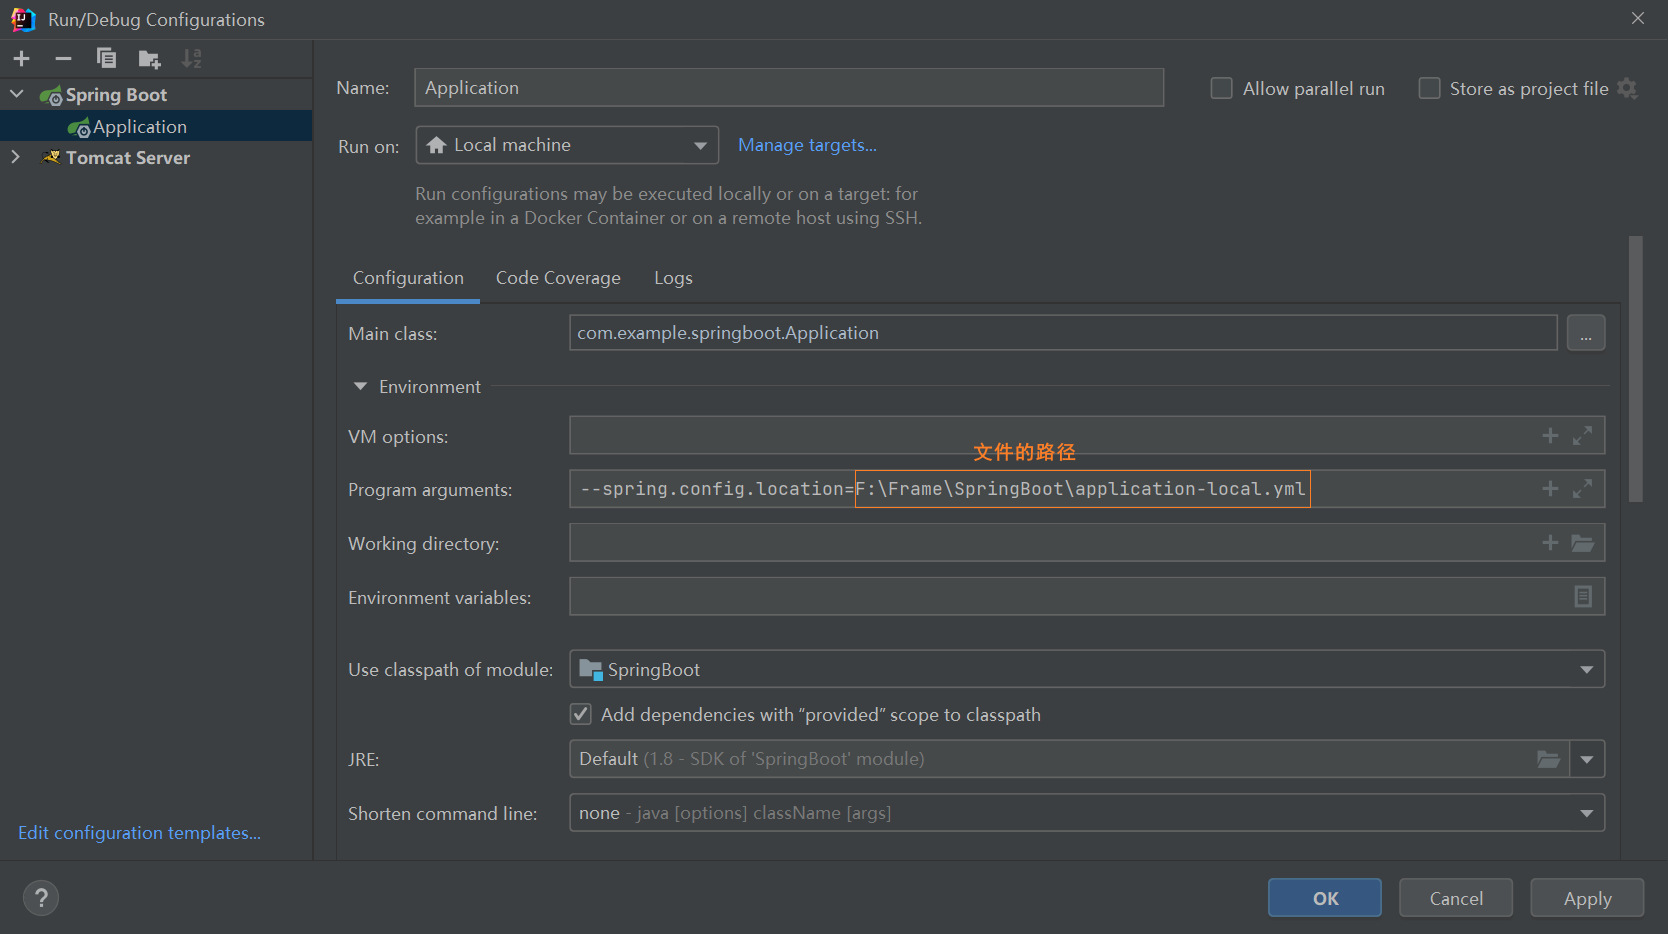 Run/Debug Configurations
Spring Boot
Application
Tomcat Server
Edit configuration templates...
Name: Application
Allow parallel run
Store as project file
Run on: Local machine
Manage targets...
Run configurations may be executed locally or on a target: for
example in a Docker Container or on a remote host using SSH.
Configuration Code Coverage Logs
Main class: com.example.springboot.Application ...
Environment
VM options:
文件的路径
Program arguments: --spring.config.location=F:\Frame\SpringBoot\application-local.yml
Working directory:
Environment variables:
Use classpath of module: SpringBoot
Add dependencies with “provided” scope to classpath
JRE: Default (1.8 - SDK of 'SpringBoot' module)
Shorten command line: none - java [options] className [args]
? OK Cancel Apply